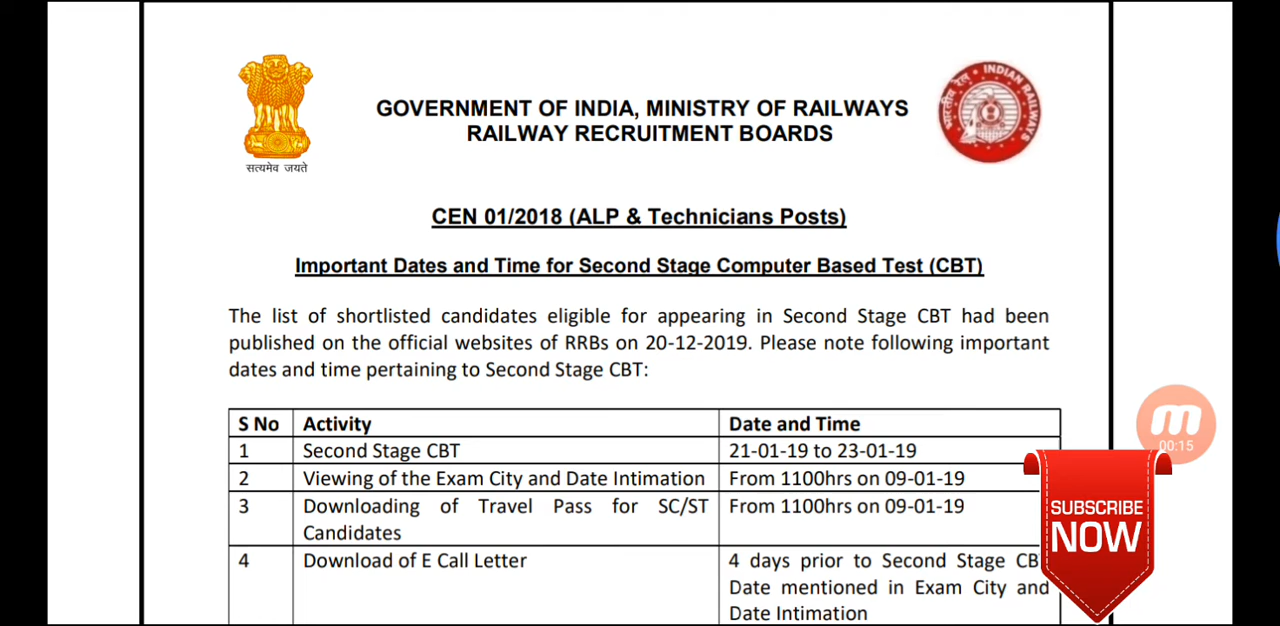 GOVERNMENT OF INDIA, MINISTRY OF RAILWAYS
RAILWAY RECRUITMENT BOARDS
सत्यमेव जयते
भारतीय रेल • INDIAN RAILWAYS
CEN 01/2018 (ALP & Technicians Posts)
Important Dates and Time for Second Stage Computer Based Test (CBT)
The list of shortlisted candidates eligible for appearing in Second Stage CBT had been
published on the official websites of RRBs on 20-12-2019. Please note following important
dates and time pertaining to Second Stage CBT:
S No Activity Date and Time
1 Second Stage CBT 21-01-19 to 23-01-19
2 Viewing of the Exam City and Date Intimation From 1100hrs on 09-01-19
3 Downloading of Travel Pass for SC/ST From 1100hrs on 09-01-19
Candidates
4 Download of E Call Letter 4 days prior to Second Stage CB
Date mentioned in Exam City and
Date Intimation
00:15
SUBSCRIBE
NOW